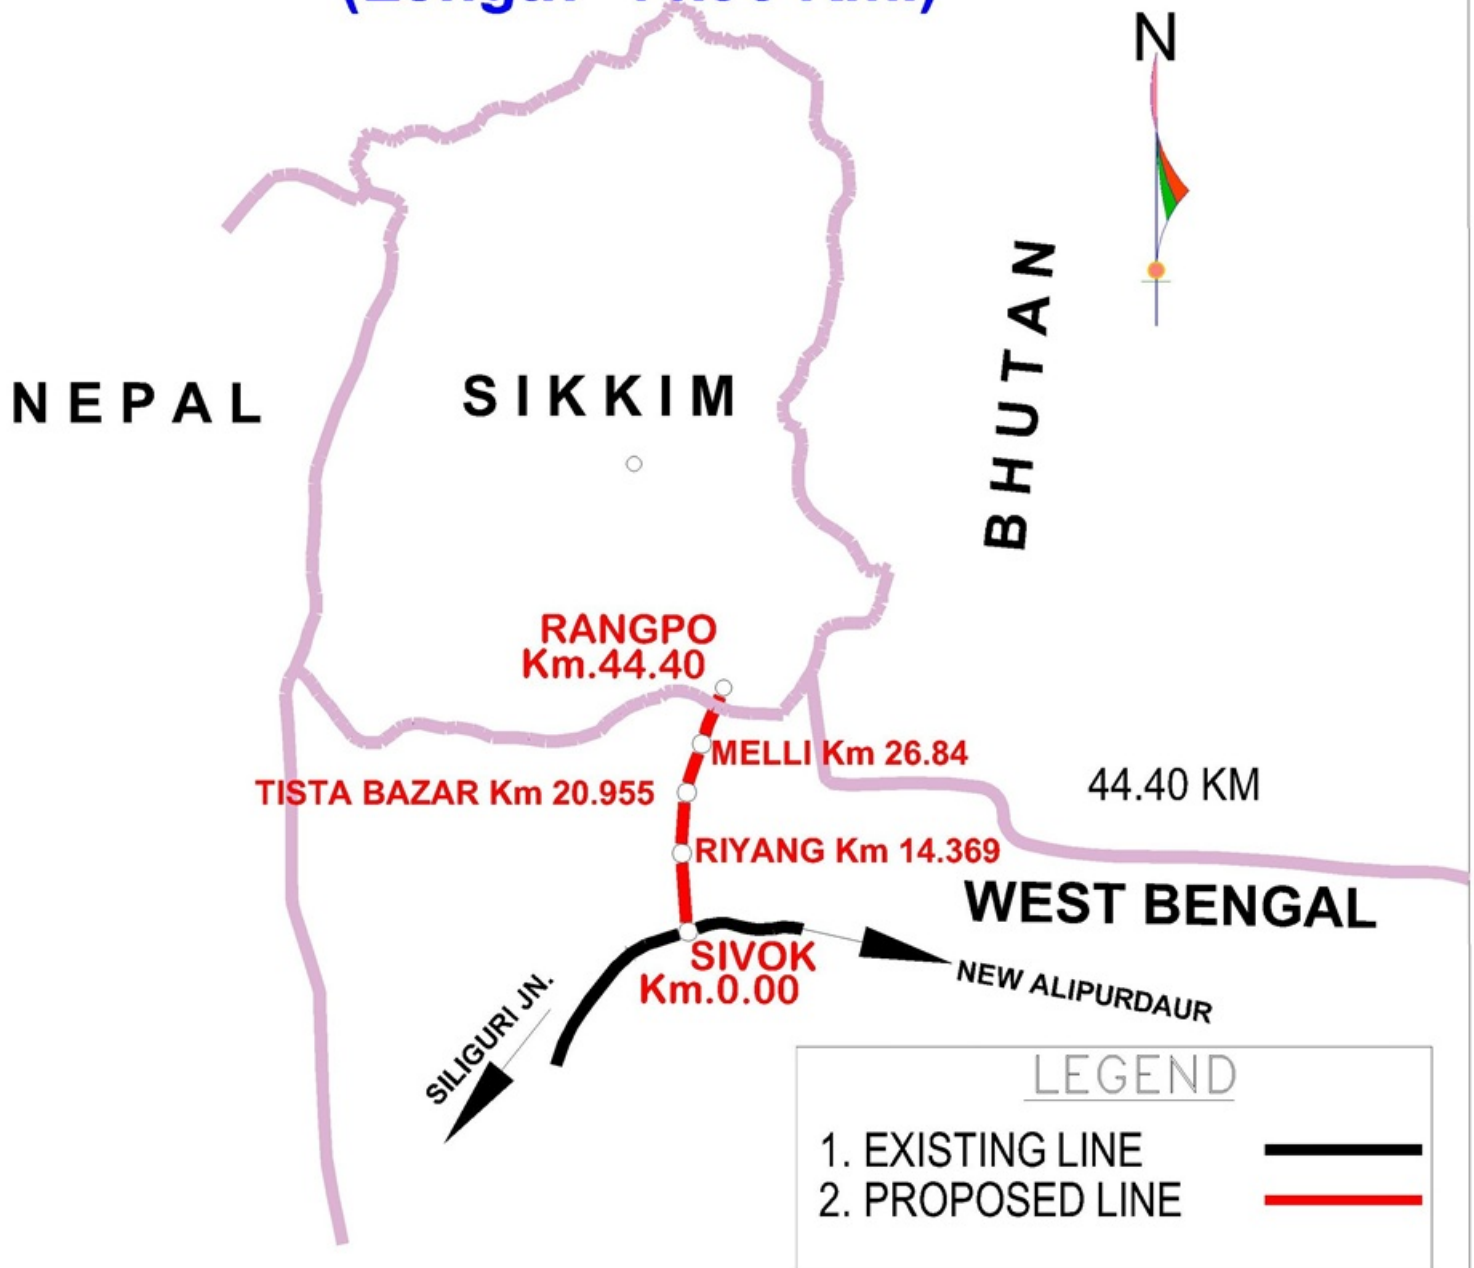 N
NEPAL
SIKKIM
BHUTAN
RANGPO
Km.44.40
MELLI Km 26.84
TISTA BAZAR Km 20.955
44.40 KM
RIYANG Km 14.369
WEST BENGAL
SIVOK
Km.0.00
NEW ALIPURDAUR
SILIGURI JN.
LEGEND
1. EXISTING LINE
2. PROPOSED LINE